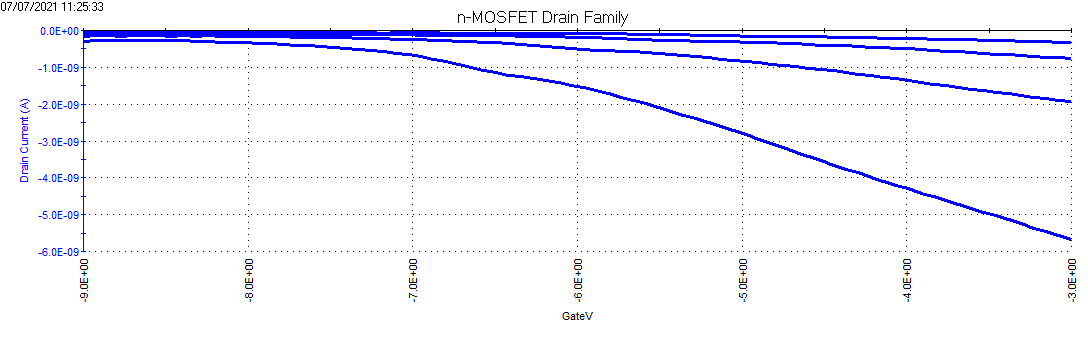 07/07/2021 11:25:33
n-MOSFET Drain Family
0.0E+00
-1.0E-09
-2.0E-09
-3.0E-09
-4.0E-09
-5.0E-09
-6.0E-09
Drain Current (A)
-9.0E+00
-8.0E+00
-7.0E+00
-6.0E+00
-5.0E+00
-4.0E+00
-3.0E+00
GateV